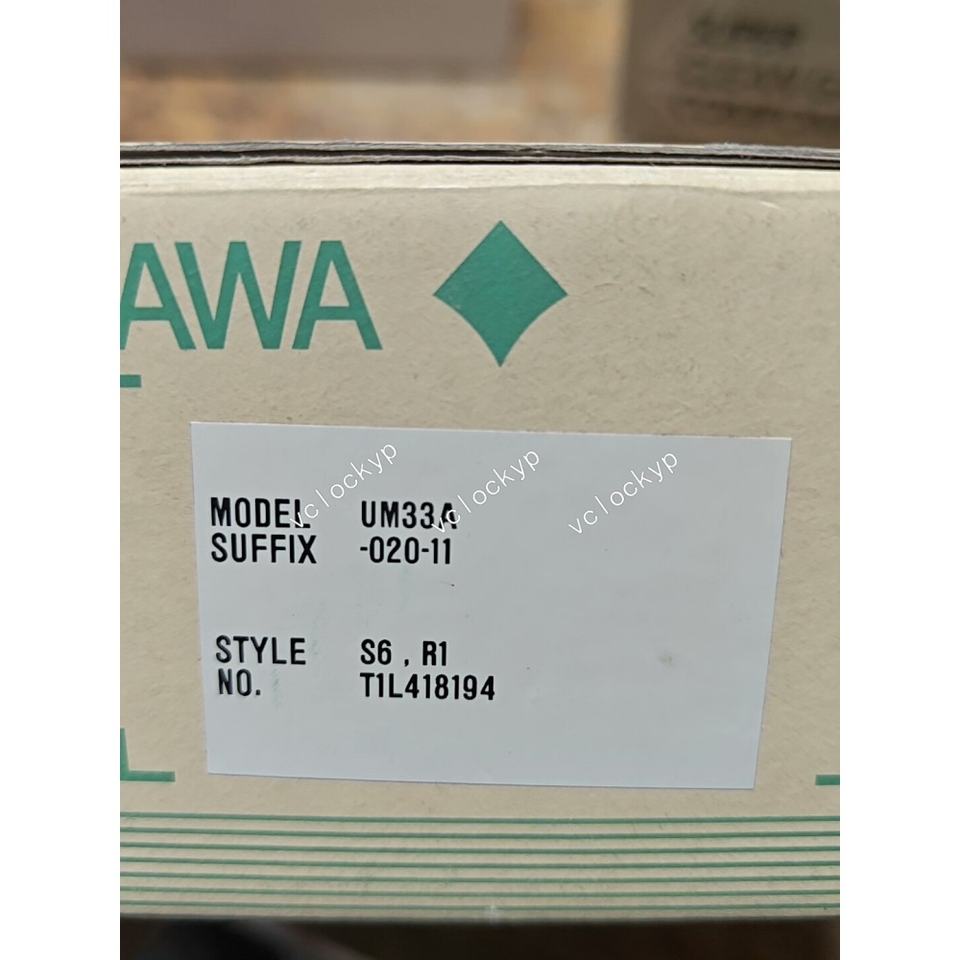 AWA
MODEL UM33A
SUFFIX -020-11
STYLE S6 , R1
NO. T1L418194
vclockyp vclockyp vclockyp